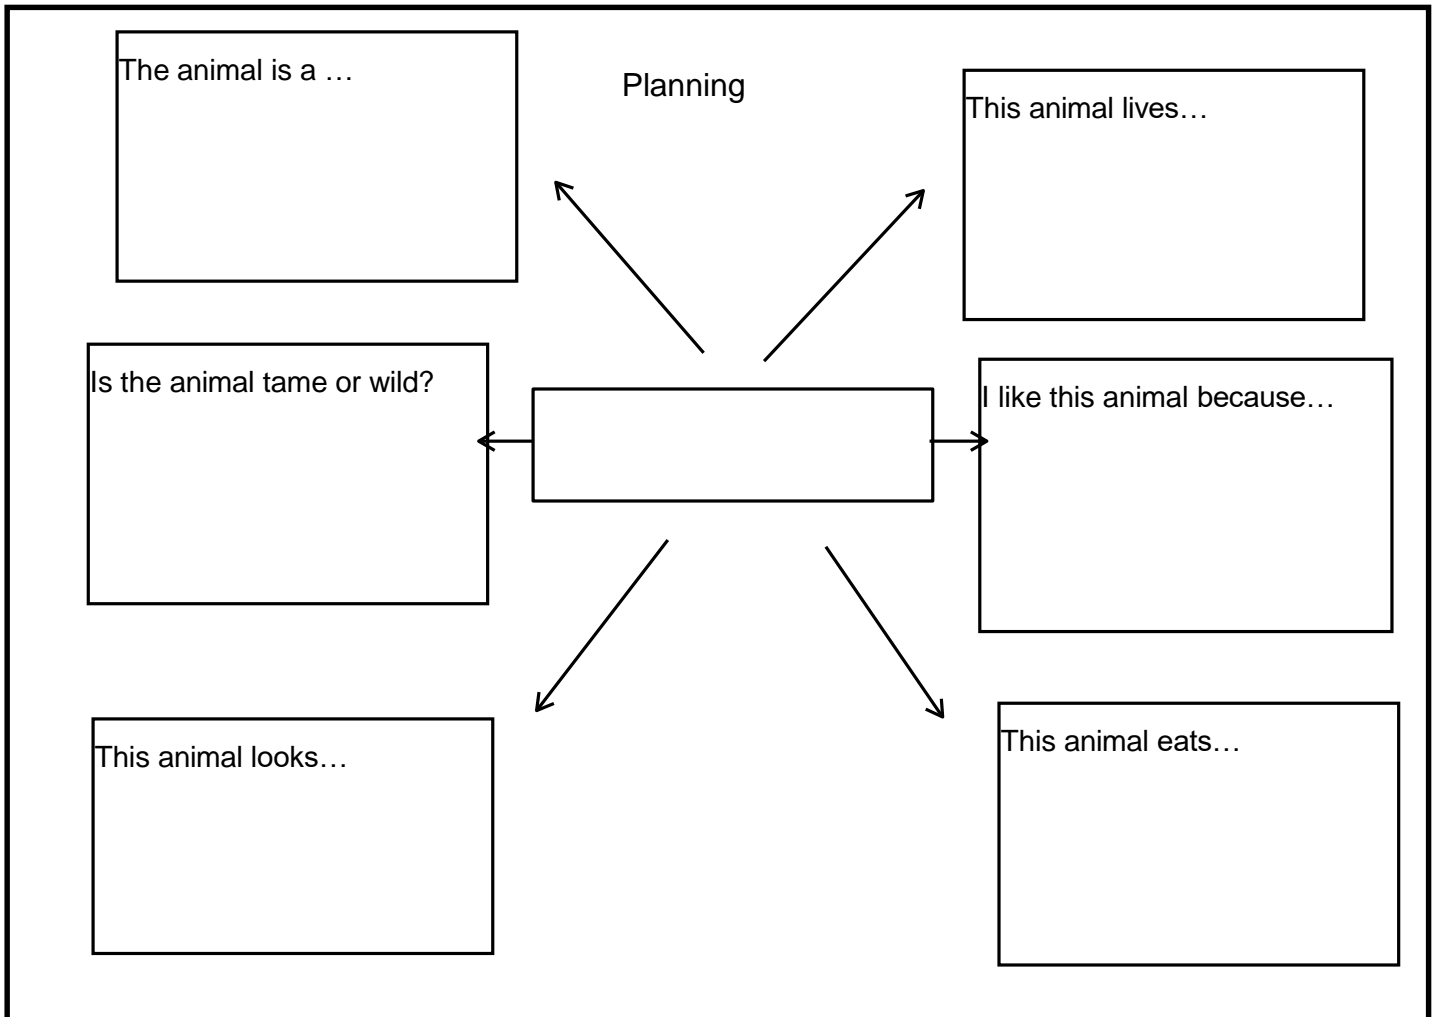 The animal is a …
Planning
This animal lives…
Is the animal tame or wild?
I like this animal because…
This animal looks…
This animal eats…